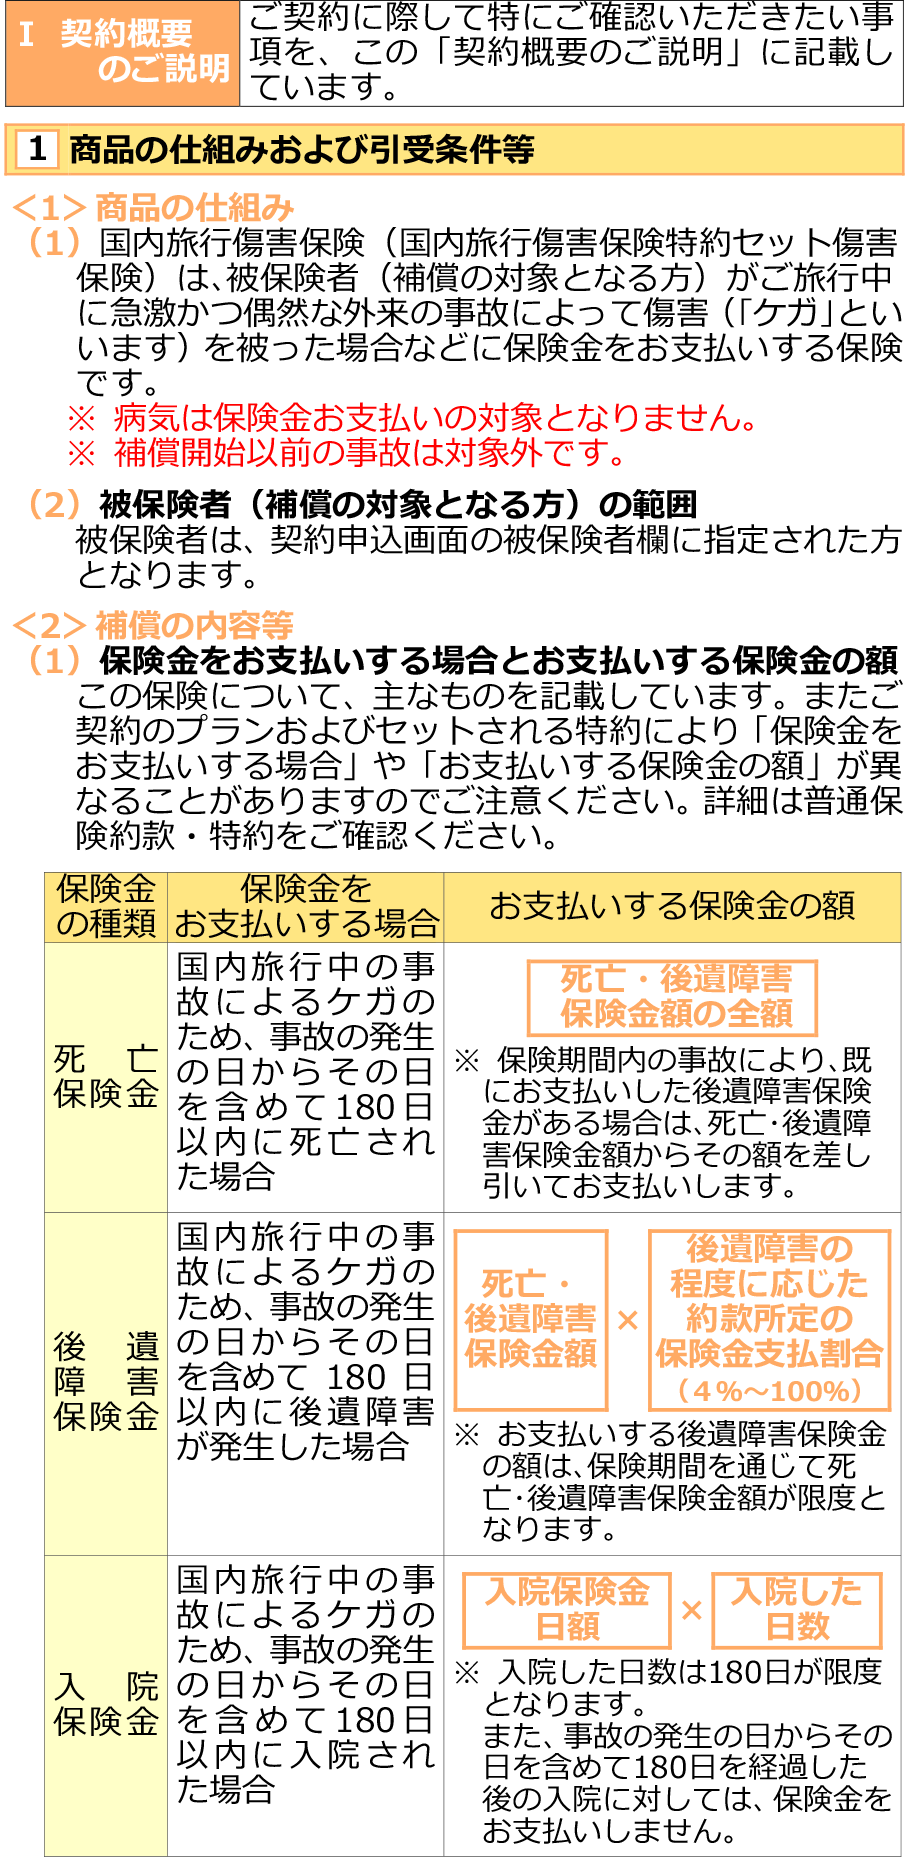 Ⅰ 契約概要
のご説明
ご契約に際して特にご確認いただきたい事
項を、この「契約概要のご説明」に記載し
ています。
1 商品の仕組みおよび引受条件等
<1> 商品の仕組み
(1) 国内旅行傷害保険（国内旅行傷害保険特約セット傷害
保険）は、被保険者（補償の対象となる方）がご旅行中
に急激かつ偶然な外来の事故によって傷害（「ケガ」とい
います）を被った場合などに保険金をお支払いする保険
です。
※ 病気は保険金お支払いの対象となりません。
※ 補償開始以前の事故は対象外です。
(2) 被保険者（補償の対象となる方）の範囲
被保険者は、契約申込画面の被保険者欄に指定された方
となります。
<2> 補償の内容等
(1) 保険金をお支払いする場合とお支払いする保険金の額
この保険について、主なものを記載しています。またご
契約のプランおよびセットされる特約により「保険金を
お支払いする場合」や「お支払いする保険金の額」が異
なることがありますのでご注意ください。詳細は普通保
険約款・特約をご確認ください。
保険金
の種類
保険金を
お支払いする場合
お支払いする保険金の額
死亡
保険金
国内旅行中の事
故によるケガの
ため、事故の発生
の日からその日
を含めて180日
以内に死亡され
た場合
死亡・後遺障害
保険金額の全額
※ 保険期間内の事故により、既
にお支払いした後遺障害保険
金がある場合は、死亡・後遺障
害保険金額からその額を差し
引いてお支払いします。
後遺
障害
保険金
国内旅行中の事
故によるケガの
ため、事故の発生
の日からその日
を含めて 180 日
以内に後遺障害
が発生した場合
死亡・
後遺障害
保険金額
×
後遺障害の
程度に応じた
約款所定の
保険金支払割合
（４％～100%）
※ お支払いする後遺障害保険金
の額は、保険期間を通じて死
亡・後遺障害保険金額が限度と
なります。
入院
保険金
国内旅行中の事
故によるケガの
ため、事故の発生
の日からその日
を含めて180日
以内に入院され
た場合
入院保険金
日額
×
入院した
日数
※ 入院した日数は180日が限度
となります。
また、事故の発生の日からその
日を含めて180日を経過した
後の入院に対しては、保険金を
お支払いしません。